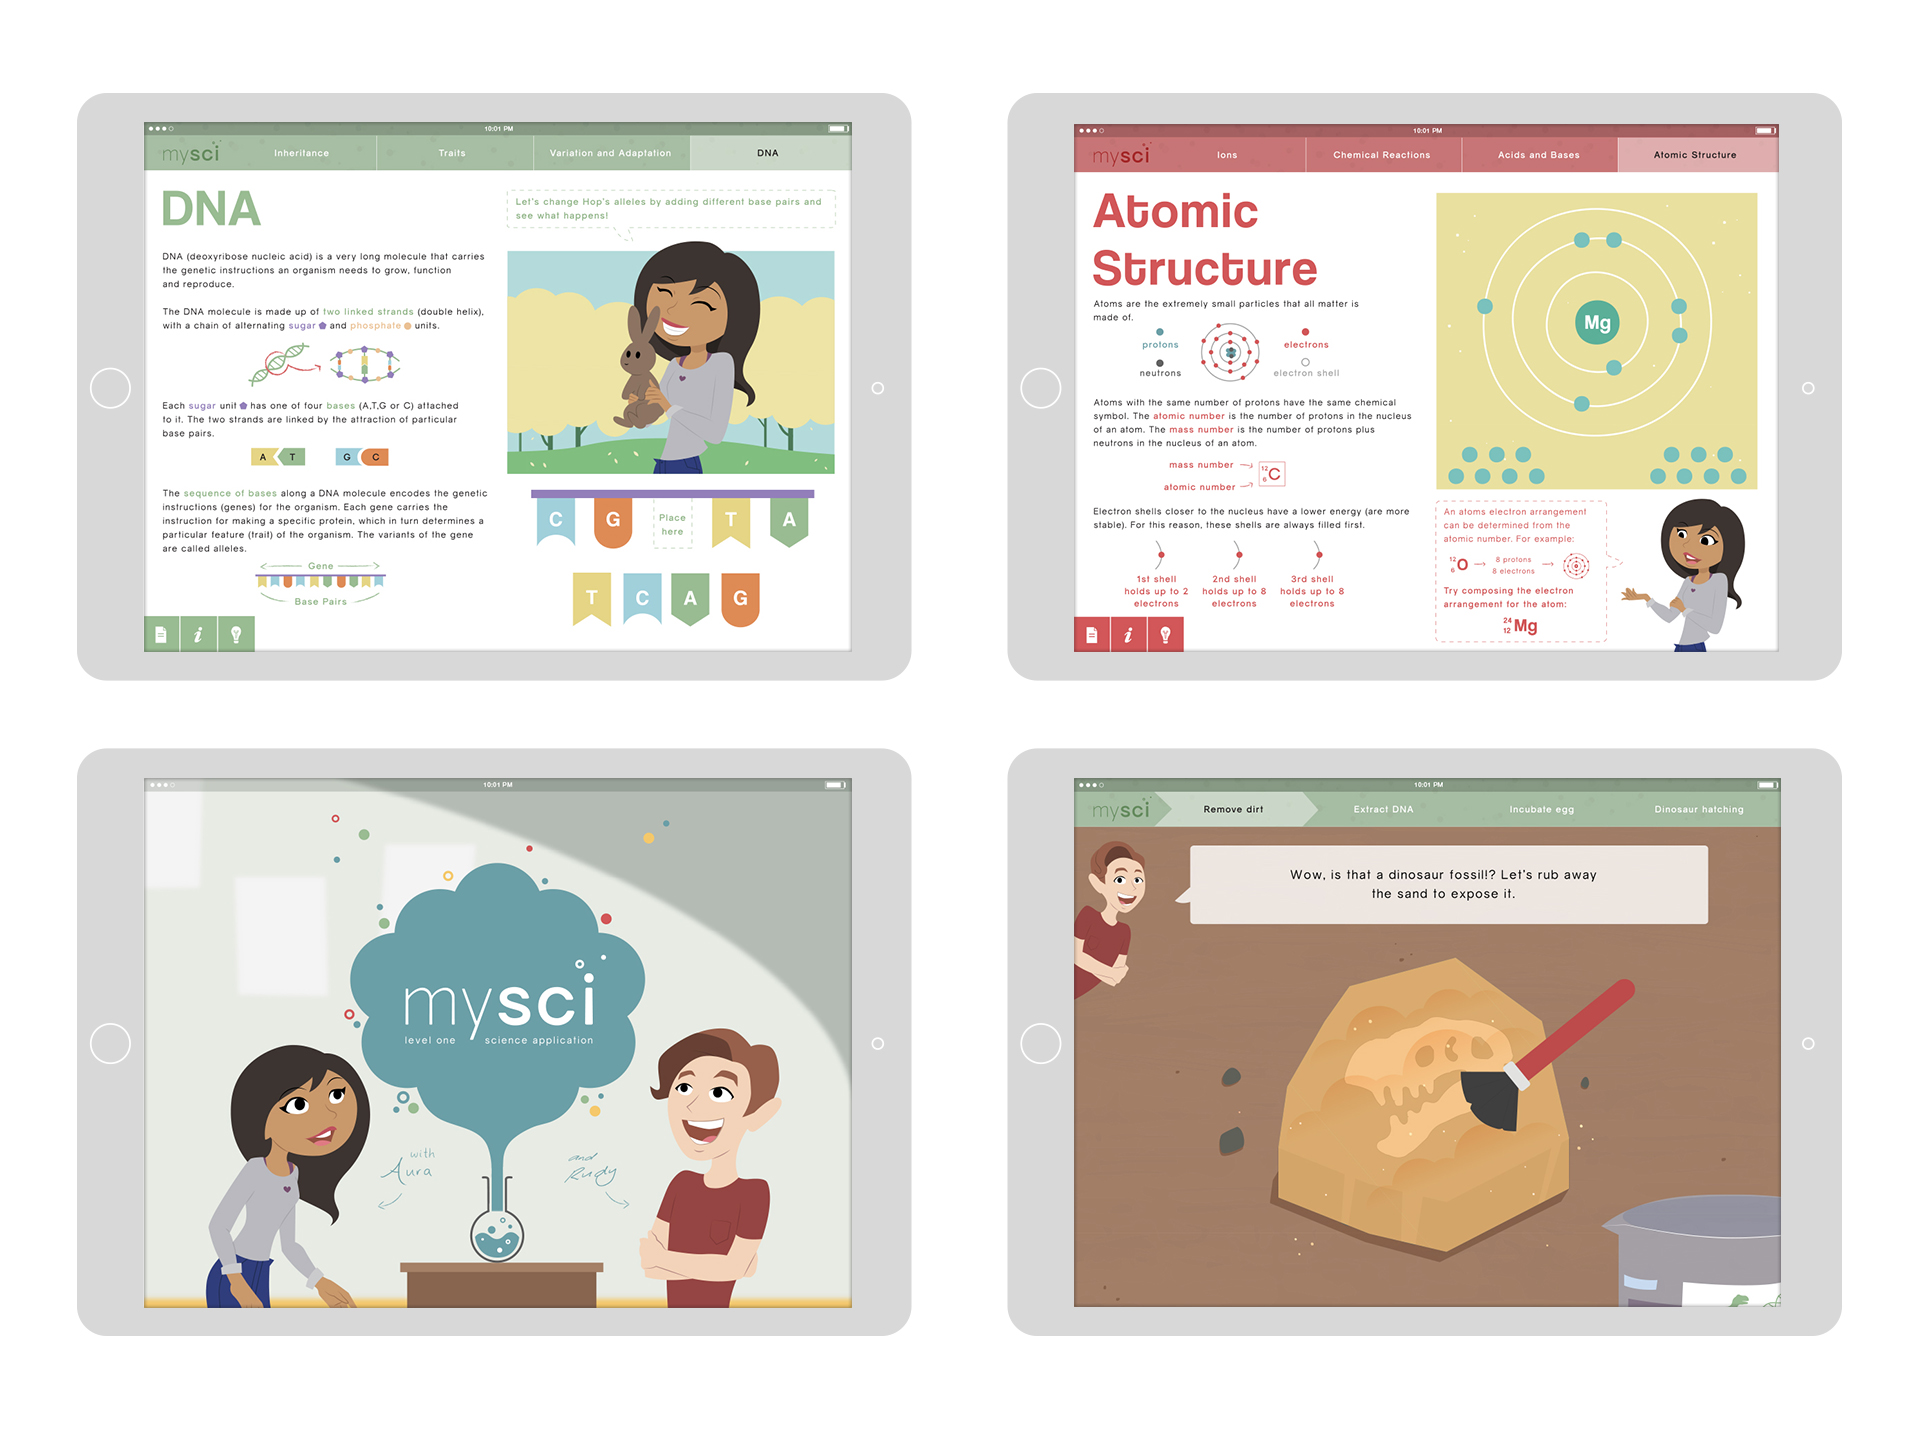 10:01 PM
mysci
Inheritance
Traits
Variation and Adaptation
DNA
DNA
DNA (deoxyribose nucleic acid) is a very long molecule that carries
the genetic instructions an organism needs to grow, function
and reproduce.
The DNA molecule is made up of two linked strands (double helix),
with a chain of alternating sugar and phosphate units.
Each sugar unit has one of four bases (A,T,G or C) attached
to it. The two strands are linked by the attraction of particular
base pairs.
A T G C
The sequence of bases along a DNA molecule encodes the genetic
instructions (genes) for the organism. Each gene carries the
instruction for making a specific protein, which in turn determines a
particular feature (trait) of the organism. The variants of the gene
are called alleles.
Gene
Base Pairs
i
Let's change Hop's alleles by adding different base pairs and
see what happens!
C G Place here T A
T C A G
10:01 PM
mysci
Ions
Chemical Reactions
Acids and Bases
Atomic Structure
Atomic
Structure
Atoms are the extremely small particles that all matter is
made of.
protons
electrons
neutrons
electron shell
Atoms with the same number of protons have the same chemical
symbol. The atomic number is the number of protons in the nucleus
of an atom. The mass number is the number of protons plus
neutrons in the nucleus of an atom.
mass number
atomic number
12
6
C
Electron shells closer to the nucleus have a lower energy (are more
stable). For this reason, these shells are always filled first.
1st shell
holds up to 2
electrons
2nd shell
holds up to 8
electrons
3rd shell
holds up to 8
electrons
i
Mg
An atoms electron arrangement
can be determined from the
atomic number. For example:
12
6
O
8 protons
8 electrons
Try composing the electron
arrangement for the atom:
24
12
Mg
10:01 PM
mysci
level one science application
with
Aura
and
Rudy
10:01 PM
mysci
Remove dirt
Extract DNA
Incubate egg
Dinosaur hatching
Wow, is that a dinosaur fossil!? Let's rub away
the sand to expose it.